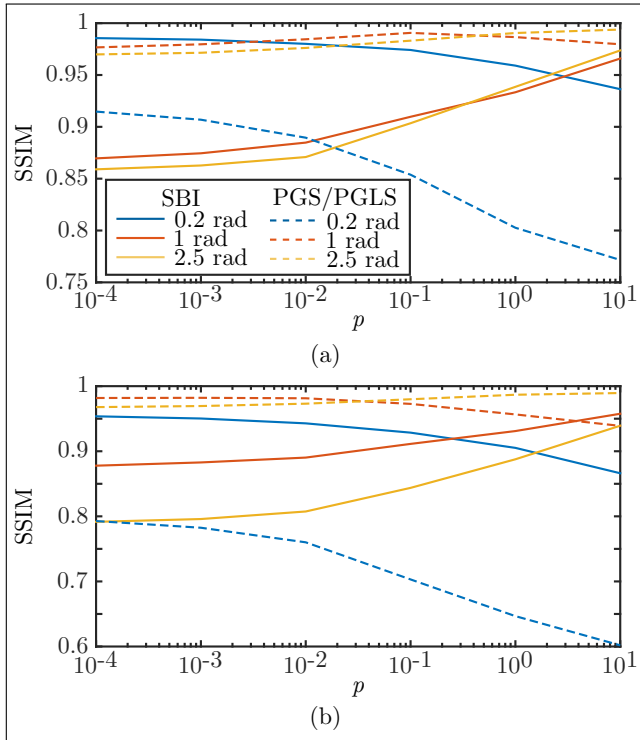 1
0.95
0.9
0.85
0.8
0.75
SSIM
SBI PGS/PGLS
0.2 rad 0.2 rad
1 rad 1 rad
2.5 rad 2.5 rad
10^-4 10^-3 10^-2 10^-1 10^0 10^1
p
(a)
1
0.9
0.8
0.7
0.6
SSIM
10^-4 10^-3 10^-2 10^-1 10^0 10^1
p
(b)